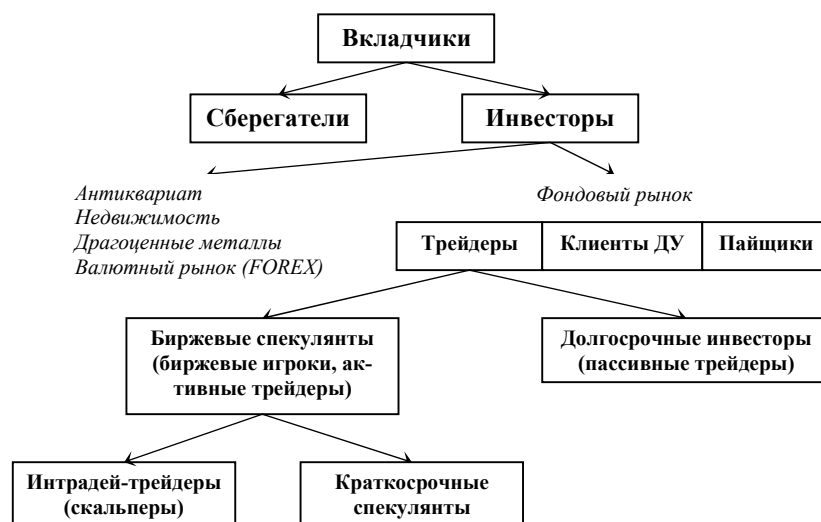 Вкладчики
Сберегатели
Инвесторы
Антиквариат
Недвижимость
Драгоценные металлы
Валютный рынок (FOREX)
Фондовый рынок
Трейдеры
Клиенты ДУ
Пайщики
Биржевые спекулянты
(биржевые игроки, ак-
тивные трейдеры)
Долгосрочные инвесторы
(пассивные трейдеры)
Интрадей-трейдеры
(скальперы)
Краткосрочные
спекулянты